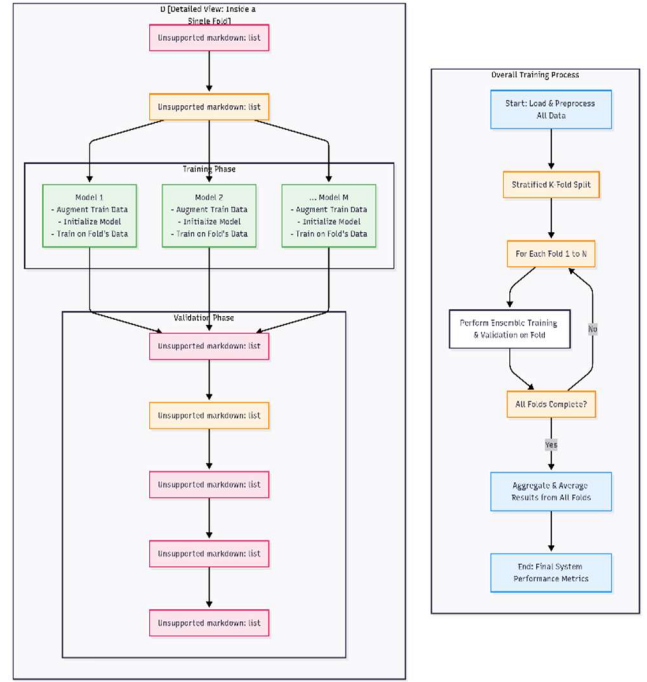 D [Detailed View: Inside a
Single Fold]
Unsupported markdown: list
Unsupported markdown: list
Training Phase
Model 1
- Augment Train Data
- Initialize Model
- Train on Fold's Data
Model 2
- Augment Train Data
- Initialize Model
- Train on Fold's Data
... Model M
- Augment Train Data
- Initialize Model
- Train on Fold's Data
Validation Phase
Unsupported markdown: list
Unsupported markdown: list
Unsupported markdown: list
Unsupported markdown: list
Unsupported markdown: list
Overall Training Process
Start: Load & Preprocess
All Data
Stratified K-Fold Split
For Each Fold 1 to N
Perform Ensemble Training
& Validation on Fold
No
All Folds Complete?
Yes
Aggregate & Average
Results from All Folds
End: Final System
Performance Metrics